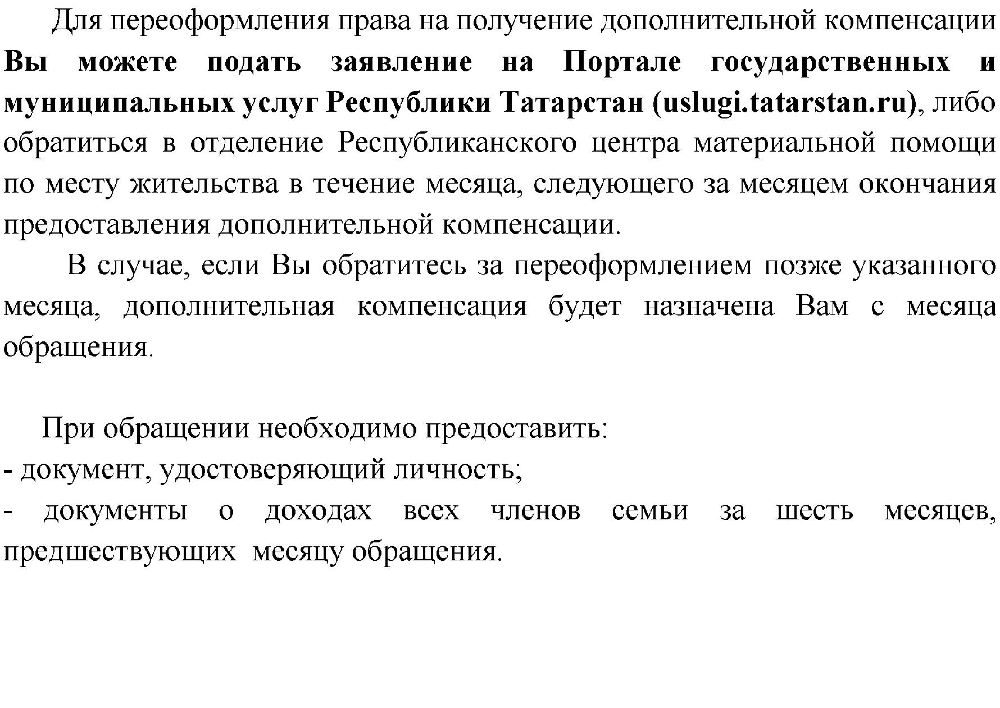 Для переоформления права на получение дополнительной компенсации
Вы можете подать заявление на Портале государственных и
муниципальных услуг Республики Татарстан (uslugi.tatarstan.ru), либо
обратиться в отделение Республиканского центра материальной помощи
по месту жительства в течение месяца, следующего за месяцем окончания
предоставления дополнительной компенсации.
В случае, если Вы обратитесь за переоформлением позже указанного
месяца, дополнительная компенсация будет назначена Вам с месяца
обращения.
При обращении необходимо предоставить:
- документ, удостоверяющий личность;
- документы о доходах всех членов семьи за шесть месяцев,
предшествующих месяцу обращения.